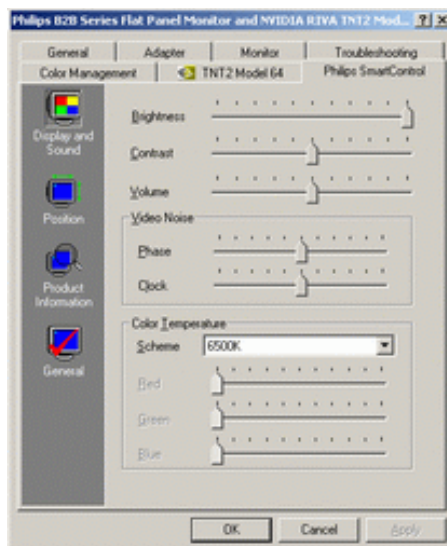 Philips B2B Series Flat Panel Monitor and NVIDIA RIVA TNT2 Mod...
General Adapter Monitor Troubleshooting
Color Management TNT2 Model 64 Philips SmartControl
Display and
Sound
Position
Product
Information
General
Brightness
Contrast
Volume
Video Noise
Phase
Clock
Color Temperature
Scheme 6500K
Red
Green
Blue
OK Cancel Apply